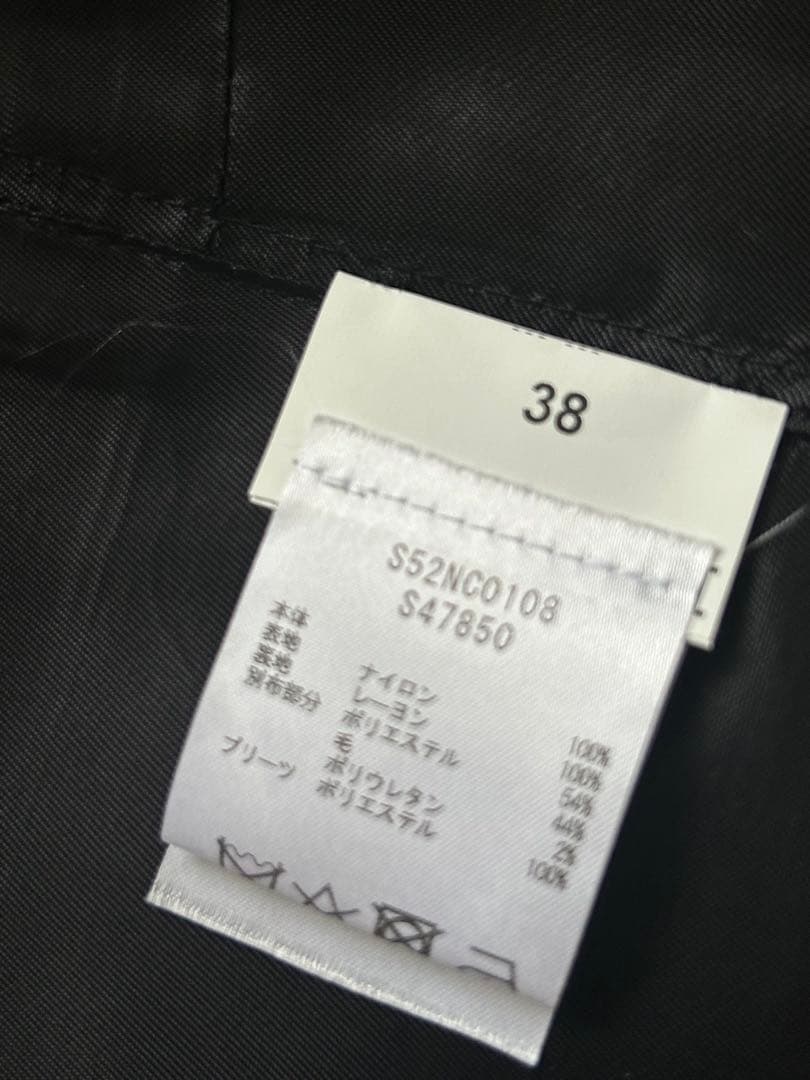 38
S52NC0108
S47850
本体
表地 ナイロン 100%
裏地 レーヨン 100%
別布部分 ポリエステル 54%
毛 44%
ポリウレタン 2%
プリーツ ポリエステル 100%